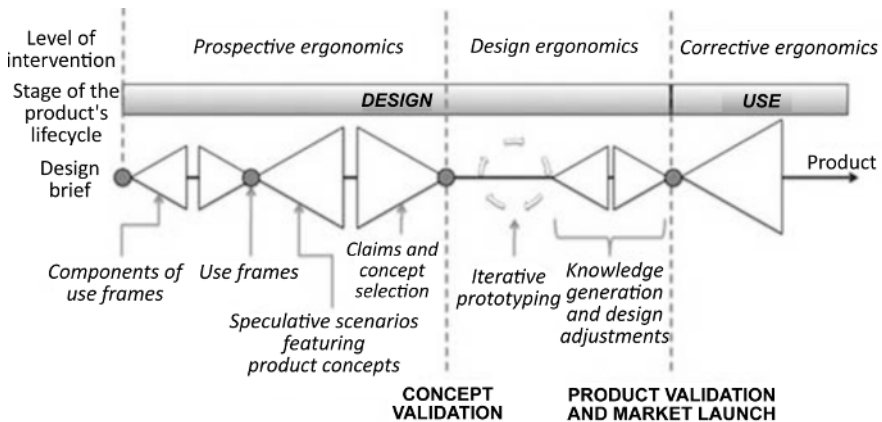 Level of
intervention
Prospective ergonomics
Design ergonomics
Corrective ergonomics
Stage of the
product's
lifecycle
DESIGN
USE
Design
brief
Product
Components of
use frames
Use frames
Speculative scenarios
featuring
product concepts
Claims and
concept
selection
Iterative
prototyping
Knowledge
generation
and design
adjustments
CONCEPT
VALIDATION
PRODUCT VALIDATION
AND MARKET LAUNCH